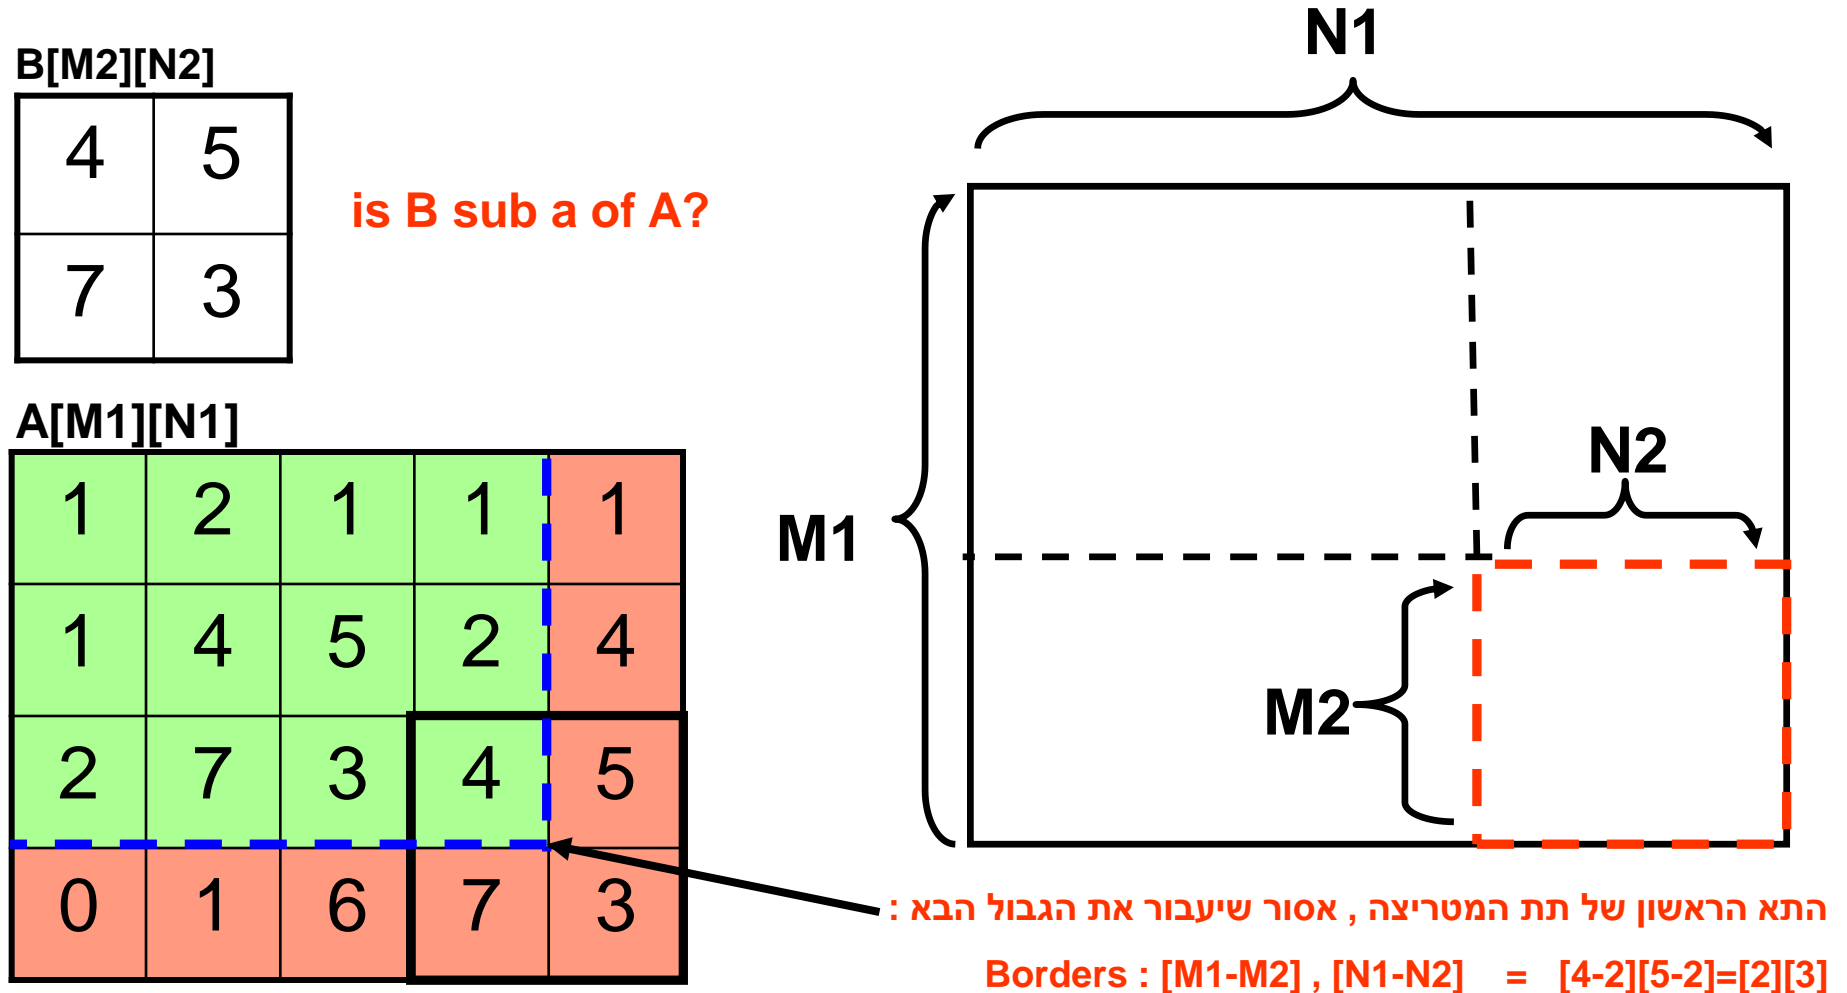 B[M2][N2]
4 5
7 3
is B sub a of A?
A[M1][N1]
1 2 1 1 1
1 4 5 2 4
2 7 3 4 5
0 1 6 7 3
N1
M1
N2
M2
התא הראשון של תת המטריצה , אסור שיעבור את הגבול הבא :
Borders : [M1-M2] , [N1-N2] = [4-2][5-2]=[2][3]